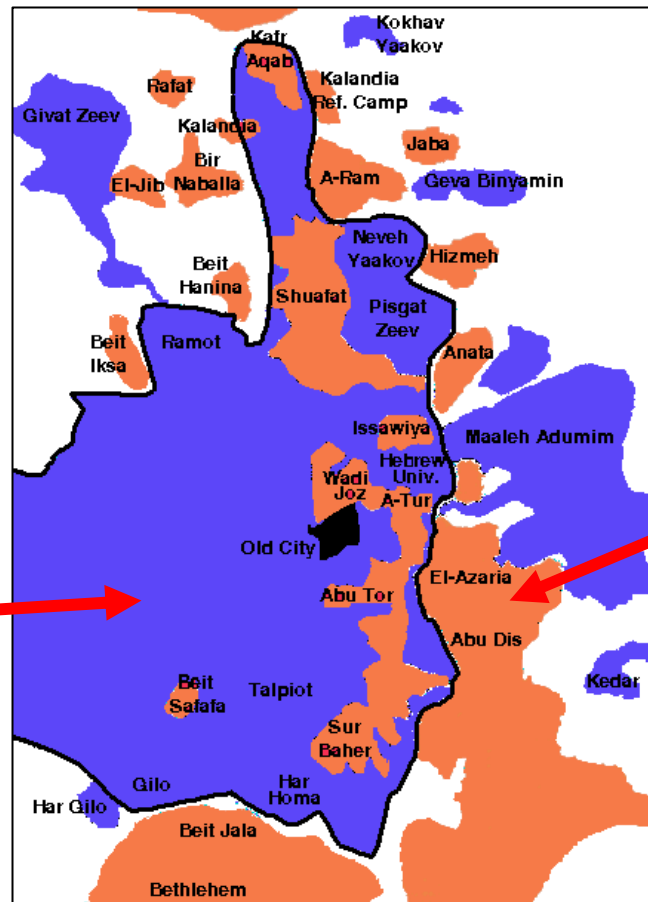 Kokhav
Yaakov
Kafr
Aqab
Kalandia
Ref. Camp
Rafat
Givat Zeev
Kalandia
Jaba
Bir
Naballa
El-Jib
A-Ram
Geva Binyamin
Neveh
Yaakov
Hizmeh
Beit
Hanina
Shuafat
Pisgat
Zeev
Beit
Iksa
Ramot
Anata
Issawiya
Maaleh Adumim
Hebrew
Univ.
Wadi
Joz
A-Tur
Old City
El-Azaria
Abu Tor
Abu Dis
Beit
Safafa
Talpiot
Kedar
Sur
Baher
Gilo
Har
Homa
Har Gilo
Beit Jala
Bethlehem